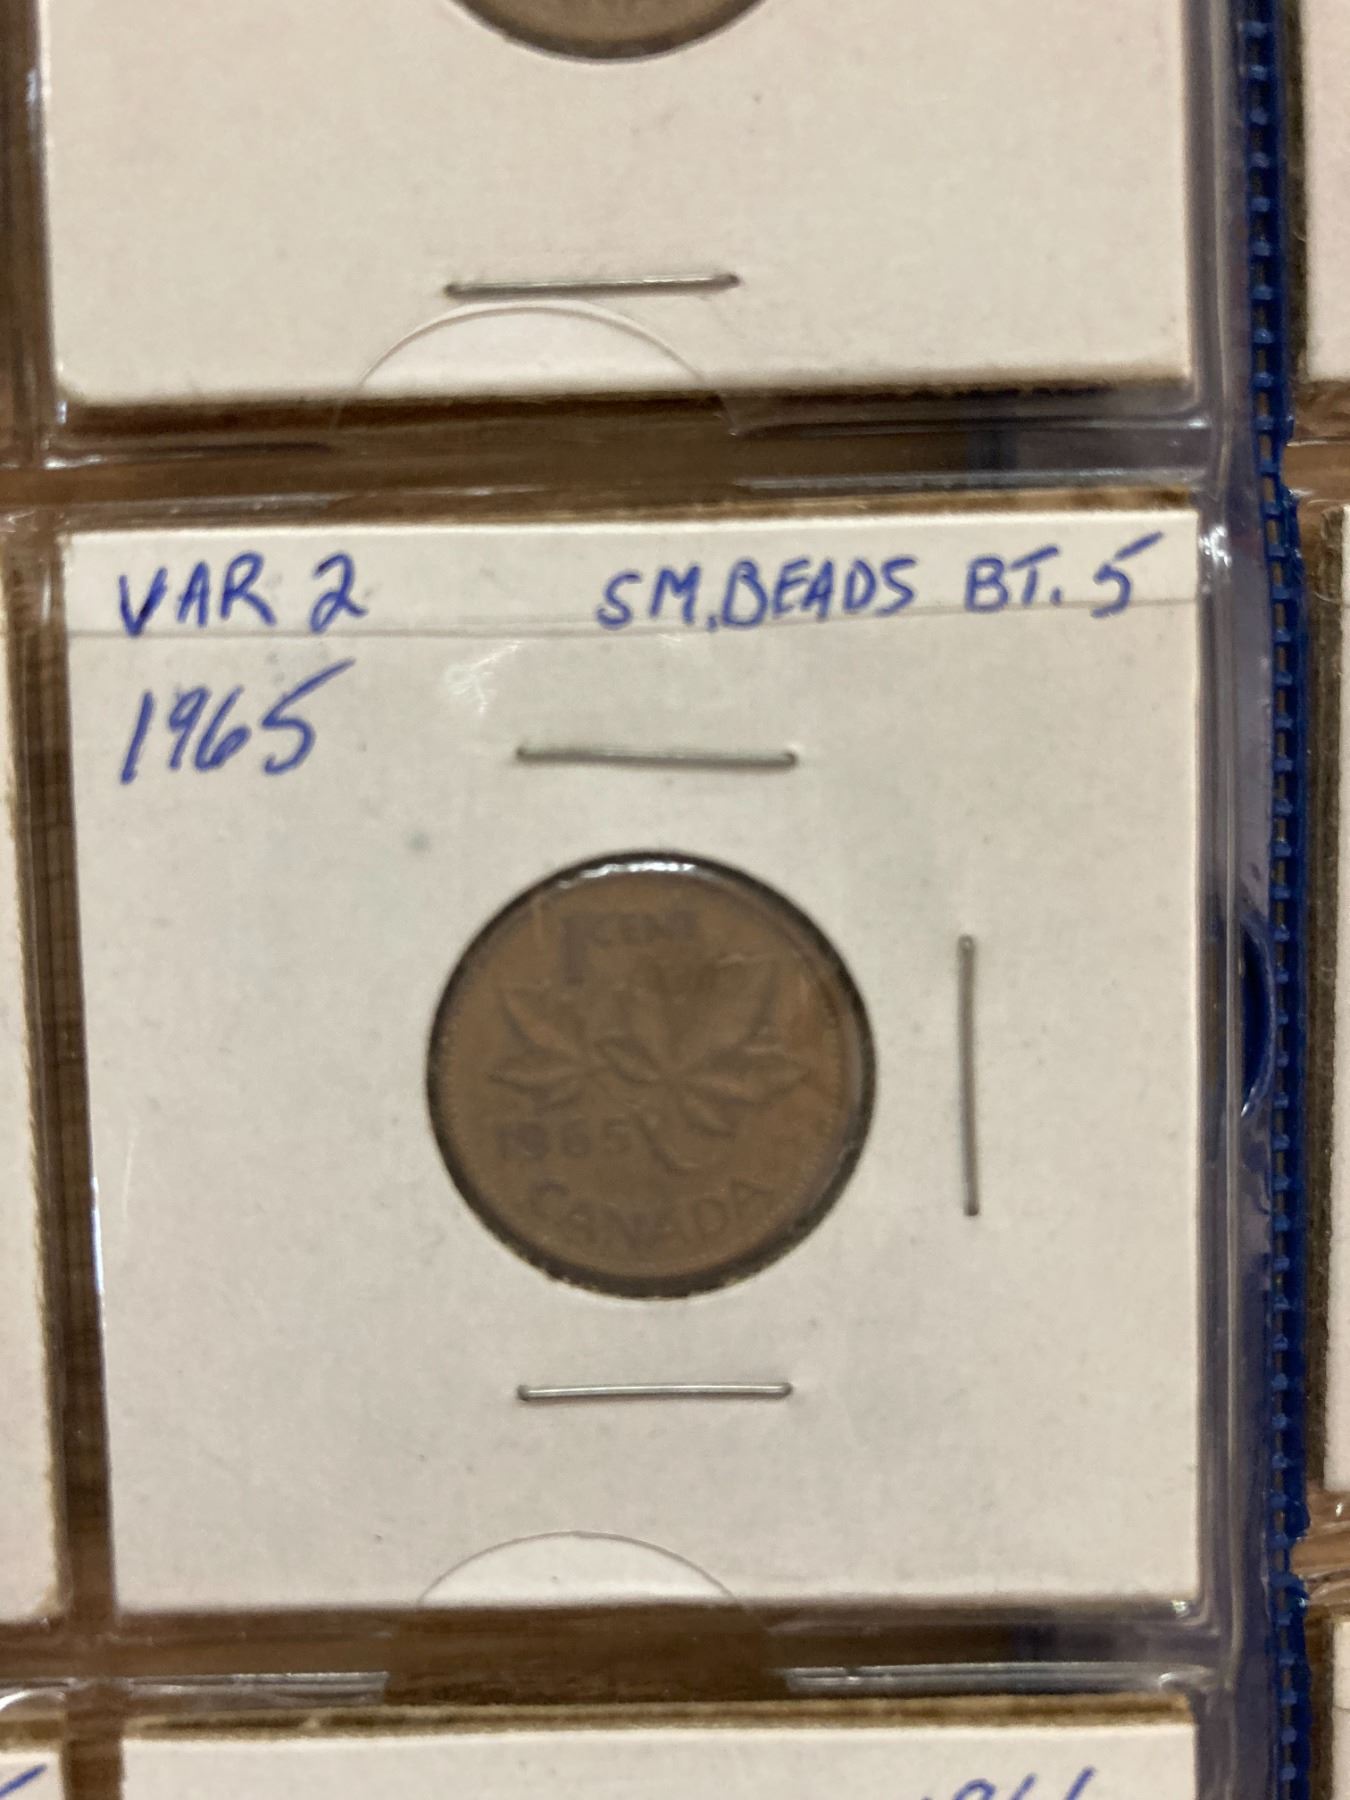 VAR 2 SM. BEADS BT. 5
1965
1 CENT
1965
CANADA